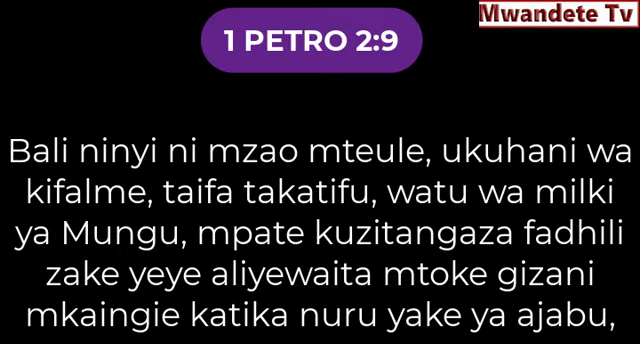 Mwandete Tv
1 PETRO 2:9
Bali ninyi ni mzao mteule, ukuhani wa
kifalme, taifa takatifu, watu wa milki
ya Mungu, mpate kuzitangaza fadhili
zake yeye aliyewaita mtoke gizani
mkaingie katika nuru yake ya ajabu,